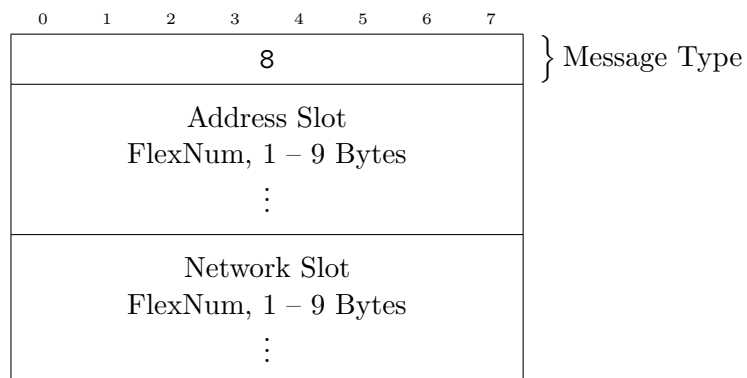 0 1 2 3 4 5 6 7
8
Message Type
Address Slot
FlexNum, 1 – 9 Bytes
⋮
Network Slot
FlexNum, 1 – 9 Bytes
⋮